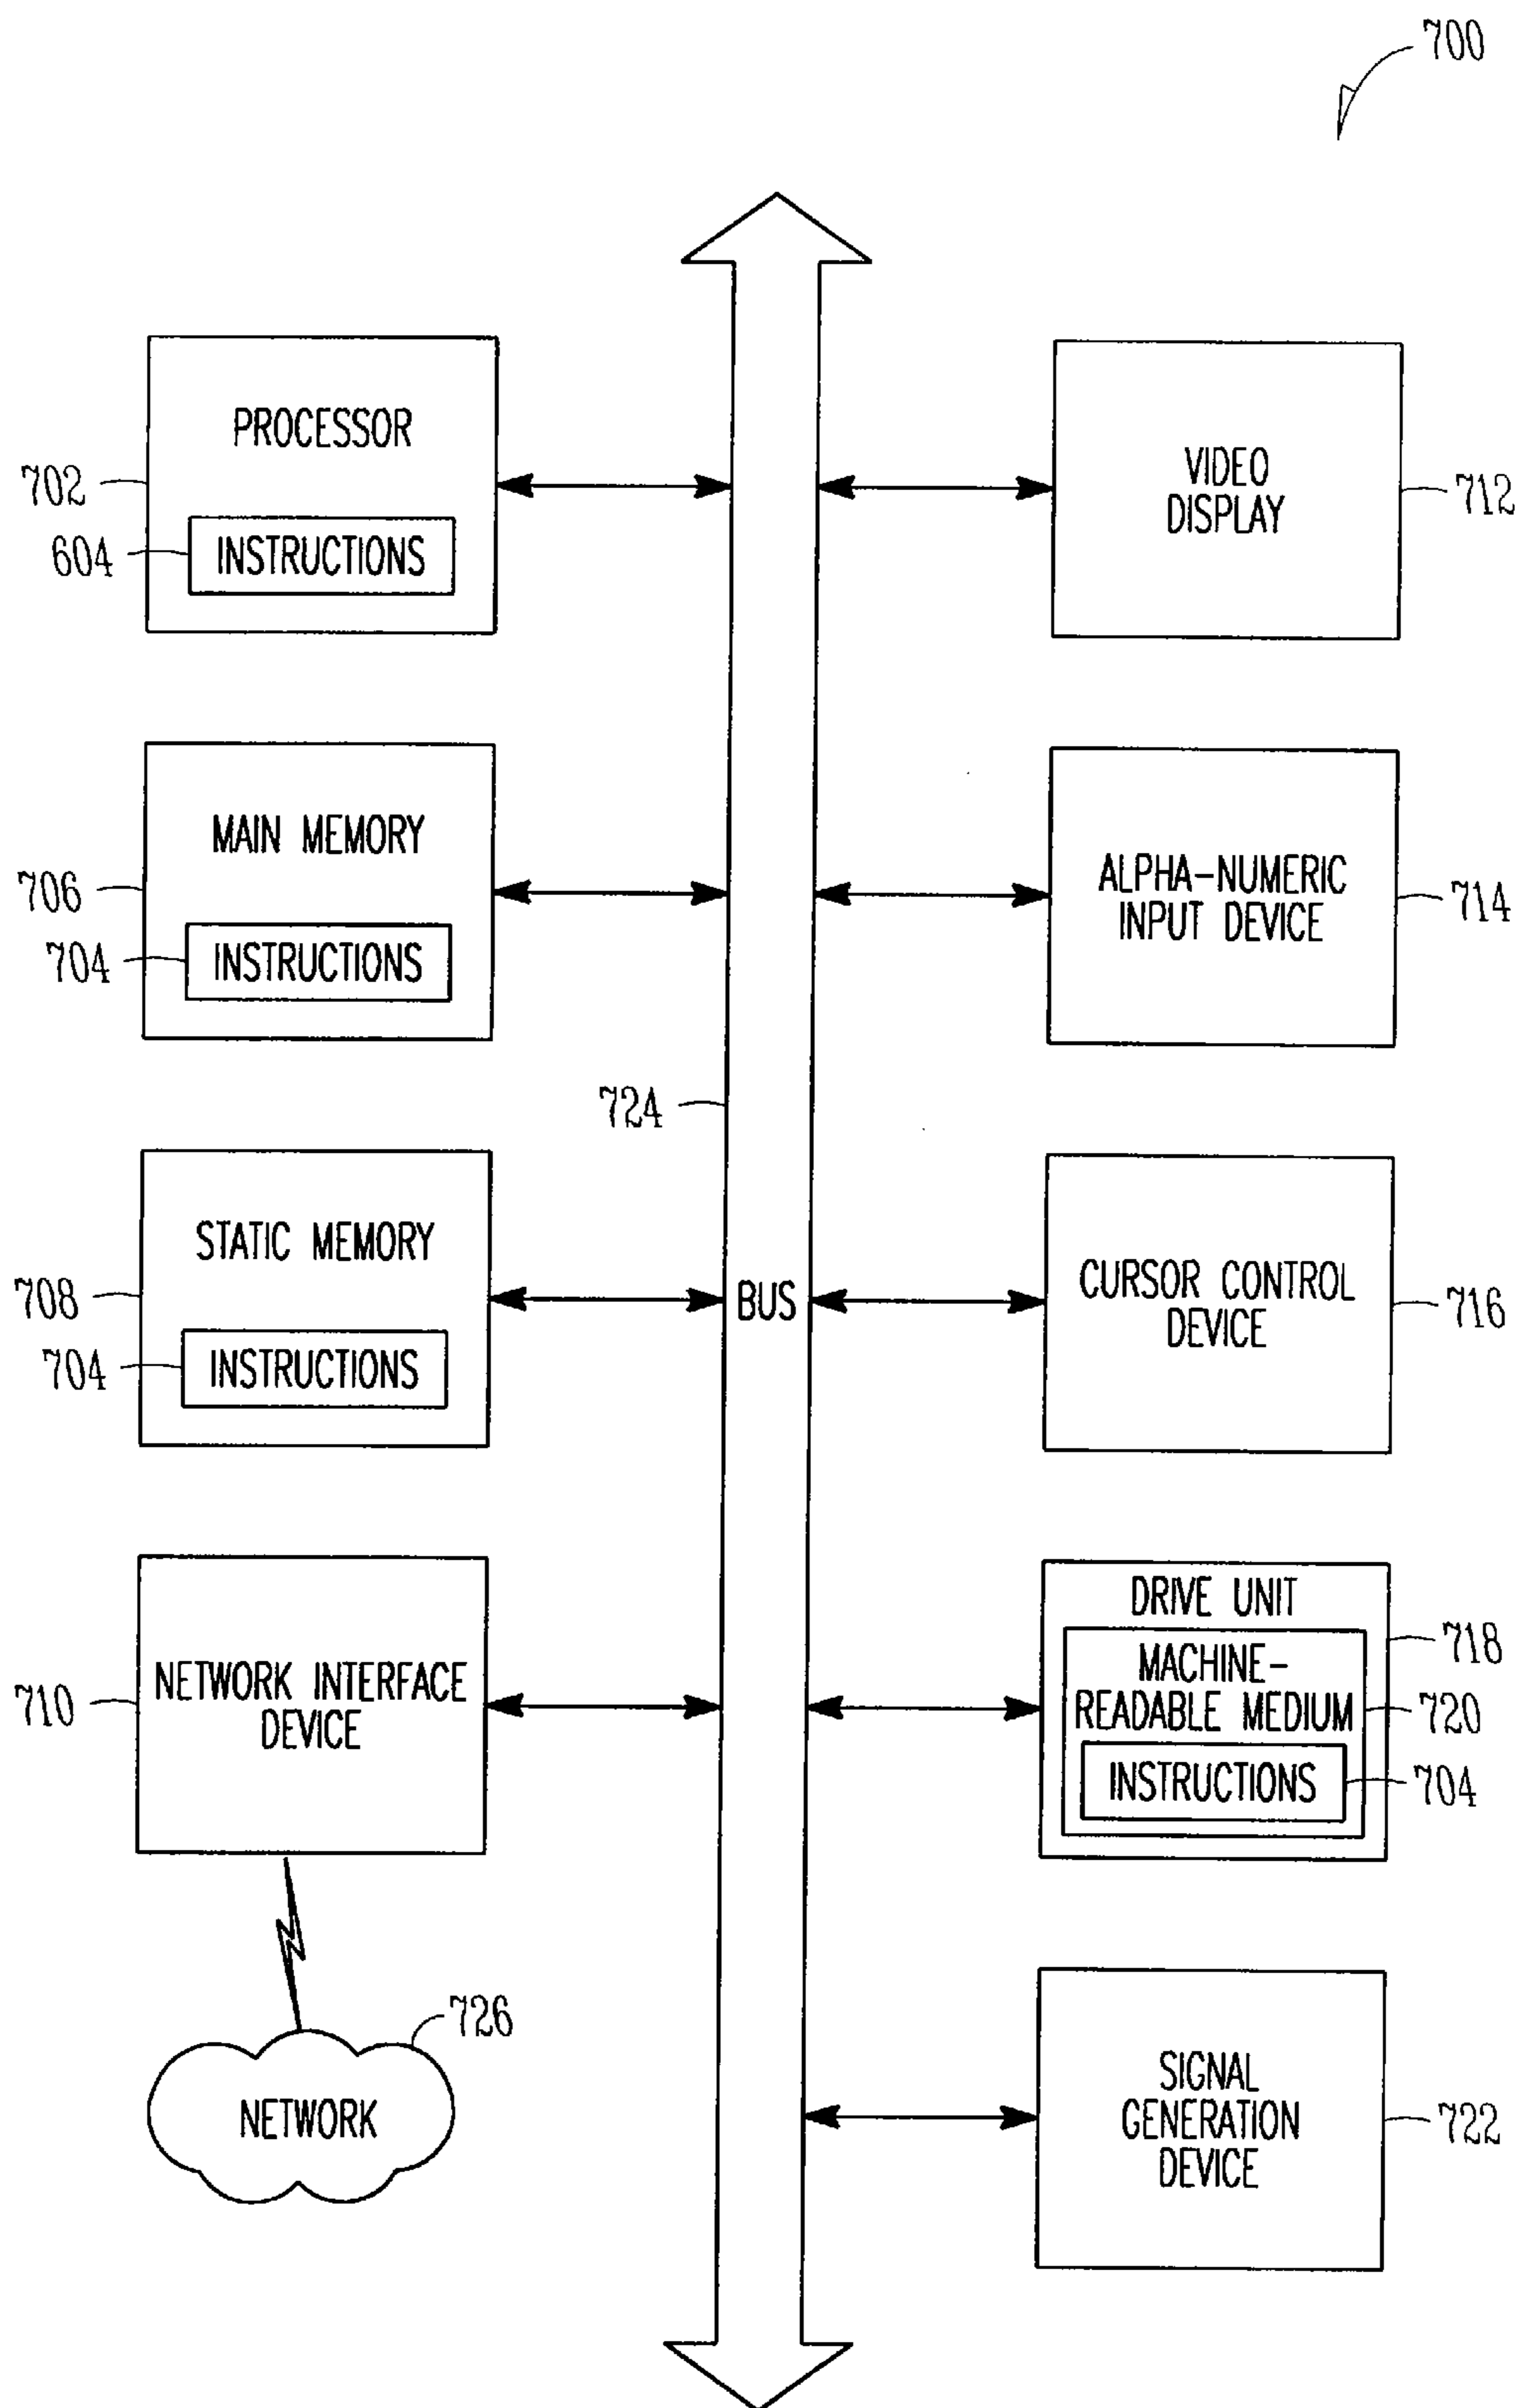 700
PROCESSOR
702
604
INSTRUCTIONS
VIDEO
DISPLAY
712
MAIN MEMORY
706
704
INSTRUCTIONS
ALPHA-NUMERIC
INPUT DEVICE
714
724
STATIC MEMORY
708
704
INSTRUCTIONS
BUS
CURSOR CONTROL
DEVICE
716
NETWORK INTERFACE
DEVICE
710
DRIVE UNIT
718
MACHINE-
READABLE MEDIUM
720
INSTRUCTIONS
704
726
NETWORK
SIGNAL
GENERATION
DEVICE
722